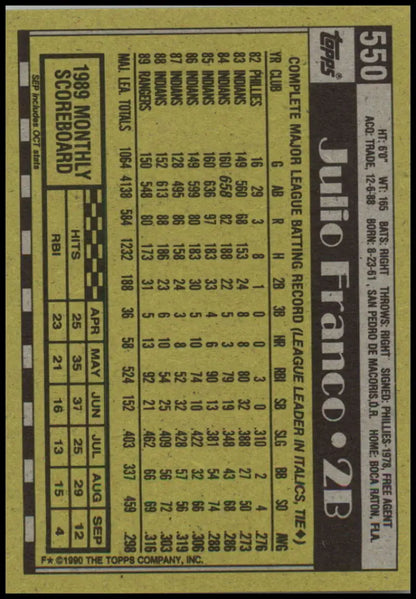 550
Topps®
HT: 6'0" WT: 165 BATS: RIGHT THROWS: RIGHT SIGNED: PHILLIES-1978, FREE AGENT
ACQ: TRADE, 12-6-88 BORN: 8-23-61, SAN PEDRO DE MACORIS, D.R. HOME: BOCA RATON, FLA.
Julio Franco • 2B
COMPLETE MAJOR LEAGUE BATTING RECORD (LEAGUE LEADER IN ITALICS, TIE♦)
YR CLUB G AB R H 2B 3B HR RBI SB SLG BB SO AVG
82 PHILLIES 16 29 3 8 1 0 0 3 0 .310 2 4 .276
83 INDIANS 149 560 68 153 24 8 8 80 32 .388 27 50 .273
84 INDIANS 160 658 82 188 22 5 3 79 19 .348 43 68 .286
85 INDIANS 160 636 97 183 33 4 6 90 13 .381 54 74 .288
86 INDIANS 149 599 80 183 30 5 10 74 10 .422 32 66 .306
87 INDIANS 128 495 86 158 24 3 8 52 32 .428 57 56 .319
88 INDIANS 152 613 88 186 23 6 10 54 25 .409 56 72 .303
89 RANGERS 150 548 80 173 31 5 13 92 21 .462 66 69 .316
MAJ. LEA. TOTALS 1064 4138 584 1232 188 36 58 524 152 .403 337 459 .298
1989 MONTHLY
SCOREBOARD
APR MAY JUN JUL AUG SEP
HITS 25 35 37 25 29 12
RBI 23 21 16 13 15 4
SEP includes OCT stats
F* ©1990 THE TOPPS COMPANY, INC.